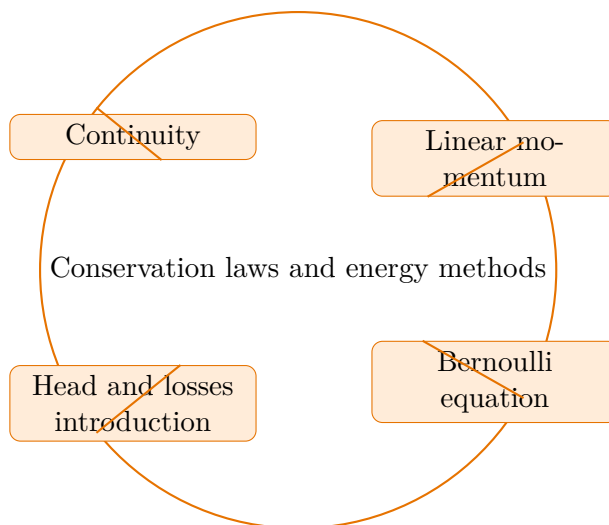 Continuity
Linear mo-
mentum
Conservation laws and energy methods
Head and losses
introduction
Bernoulli
equation